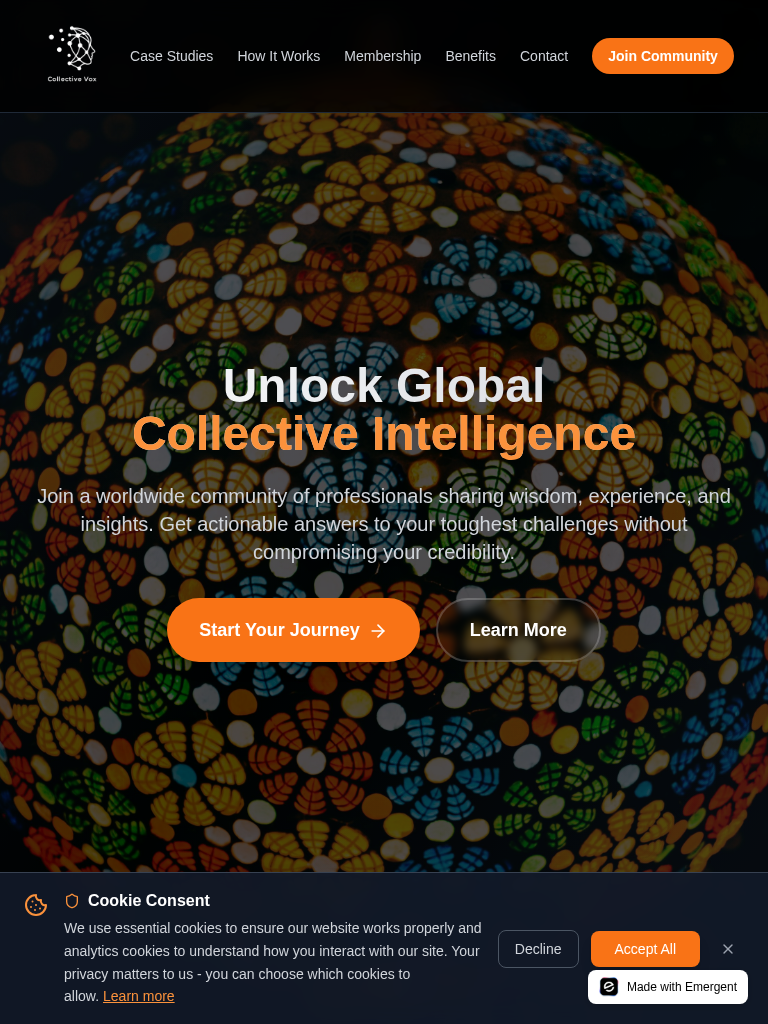 Collective Vox
Case Studies
How It Works
Membership
Benefits
Contact
Join Community
Unlock Global
Collective Intelligence
Join a worldwide community of professionals sharing wisdom, experience, and
insights. Get actionable answers to your toughest challenges without
compromising your credibility.
Start Your Journey →
Learn More
Cookie Consent
We use essential cookies to ensure our website works properly and
analytics cookies to understand how you interact with our site. Your
privacy matters to us - you can choose which cookies to
allow. Learn more
Decline
Accept All
Made with Emergent